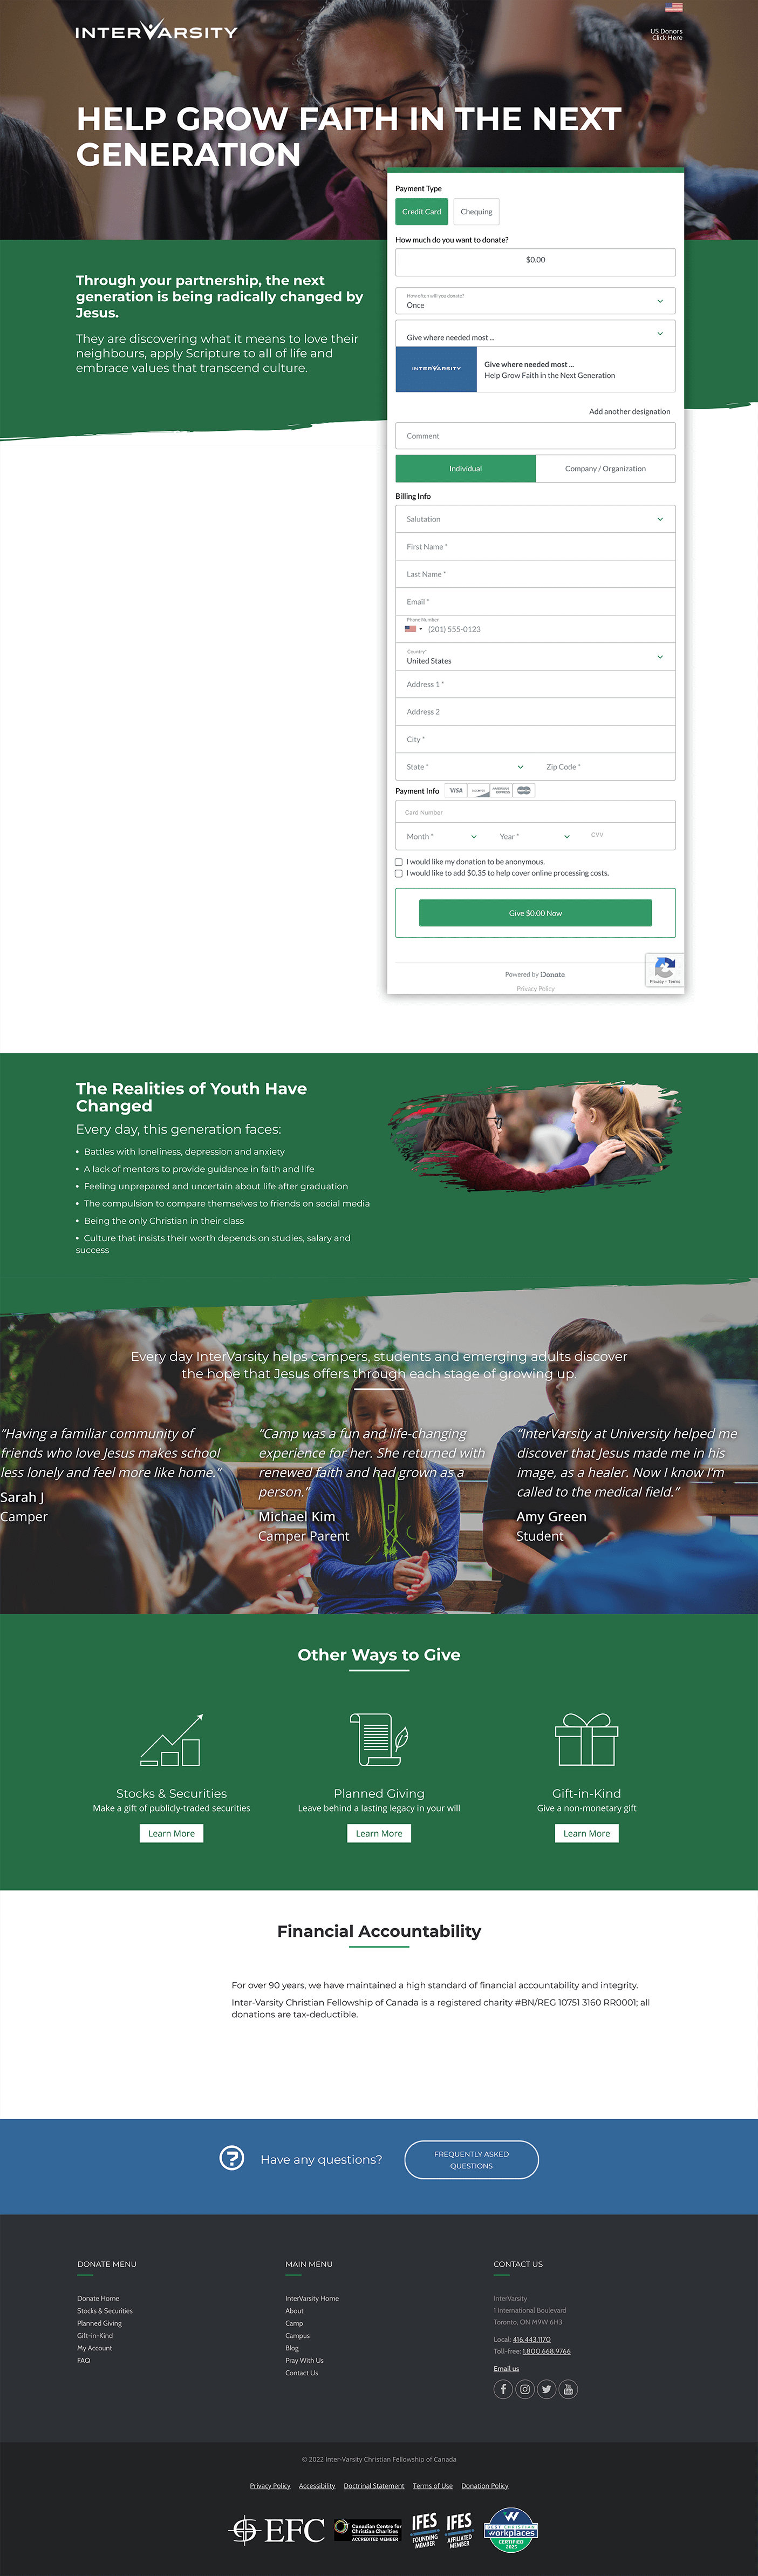 INTERVARSITY
US Donors
Click Here
HELP GROW FAITH IN THE NEXT
GENERATION
Payment Type
Credit Card
Chequing
How much do you want to donate?
$0.00
Through your partnership, the next
generation is being radically changed by
Jesus.
They are discovering what it means to love their
neighbours, apply Scripture to all of life and
embrace values that transcend culture.
How often will you donate?
Once
Give where needed most ...
INTERVARSITY
Give where needed most ...
Help Grow Faith in the Next Generation
Add another designation
Comment
Individual
Company / Organization
Billing Info
Salutation
First Name *
Last Name *
Email *
Phone Number
(201) 555-0123
Country*
United States
Address 1 *
Address 2
City *
State *
Zip Code *
Payment Info
VISA
AMERICAN EXPRESS
Card Number
Month *
Year *
CVV
I would like my donation to be anonymous.
I would like to add $0.35 to help cover online processing costs.
Give $0.00 Now
Powered by Donate
Privacy - Terms
Privacy Policy
The Realities of Youth Have
Changed
Every day, this generation faces:
• Battles with loneliness, depression and anxiety
• A lack of mentors to provide guidance in faith and life
• Feeling unprepared and uncertain about life after graduation
• The compulsion to compare themselves to friends on social media
• Being the only Christian in their class
• Culture that insists their worth depends on studies, salary and
success
Every day InterVarsity helps campers, students and emerging adults discover
the hope that Jesus offers through each stage of growing up.
“Having a familiar community of
friends who love Jesus makes school
less lonely and feel more like home.”
Sarah J
Camper
“Camp was a fun and life-changing
experience for her. She returned with
renewed faith and had grown as a
person.”
Michael Kim
Camper Parent
“InterVarsity at University helped me
discover that Jesus made me in his
image, as a healer. Now I know I’m
called to the medical field.”
Amy Green
Student
Other Ways to Give
Stocks & Securities
Make a gift of publicly-traded securities
Learn More
Planned Giving
Leave behind a lasting legacy in your will
Learn More
Gift-in-Kind
Give a non-monetary gift
Learn More
Financial Accountability
For over 90 years, we have maintained a high standard of financial accountability and integrity.
Inter-Varsity Christian Fellowship of Canada is a registered charity #BN/REG 10751 3160 RR0001; all
donations are tax-deductible.
Have any questions?
FREQUENTLY ASKED
QUESTIONS
DONATE MENU
Donate Home
Stocks & Securities
Planned Giving
Gift-in-Kind
My Account
FAQ
MAIN MENU
InterVarsity Home
About
Camp
Campus
Blog
Pray With Us
Contact Us
CONTACT US
InterVarsity
1 International Boulevard
Toronto, ON M9W 6H3
Local: 416.443.1170
Toll-free: 1.800.668.9766
Email us
© 2022 Inter-Varsity Christian Fellowship of Canada
Privacy Policy
Accessibility
Doctrinal Statement
Terms of Use
Donation Policy
EFC
Canadian Centre for
Christian Charities
ACCREDITED MEMBER
IFES
FOUNDING
MEMBER
IFES
AFFILIATED
MEMBER
BEST CHRISTIAN
Workplaces
CERTIFIED
2025